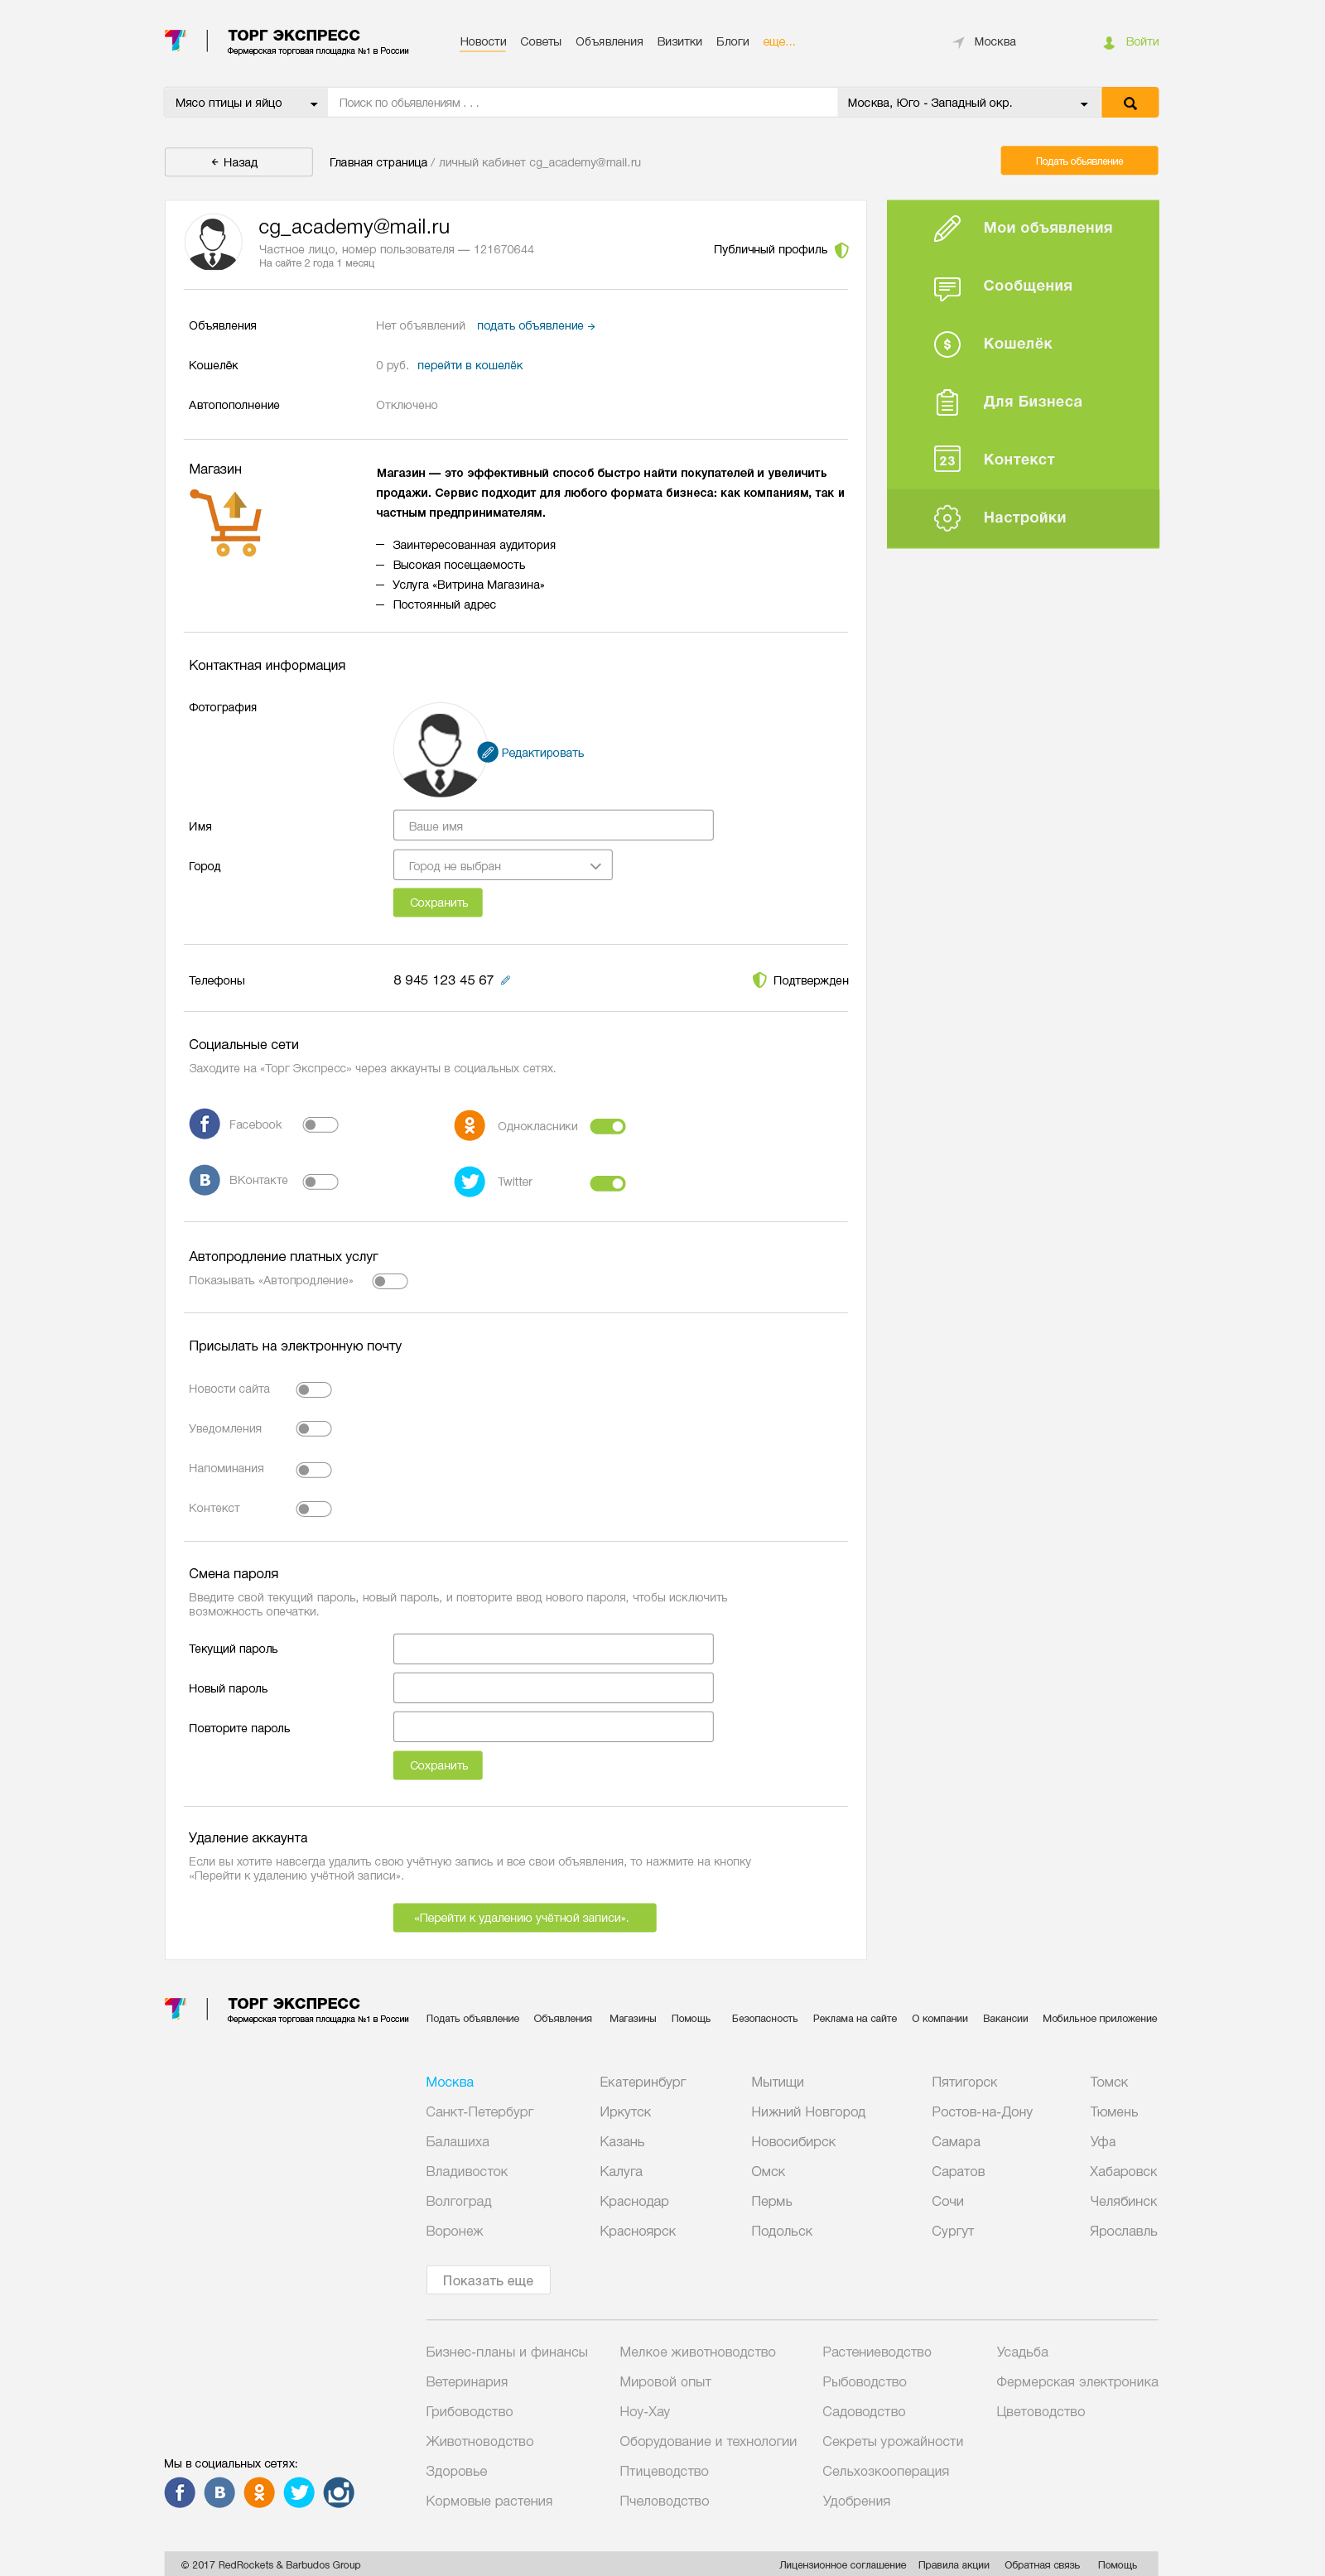 ТОРГ ЭКСПРЕСС
Фермерская торговая площадка №1 в России
Новости Советы Объявления Визитки Блоги еще...
Москва
Войти
Мясо птицы и яйцо
Поиск по обьявлениям . . .
Москва, Юго - Западный окр.
← Назад
Главная страница / личный кабинет cg_academy@mail.ru
Подать обьявление
cg_academy@mail.ru
Частное лицо, номер пользователя — 121670644
На сайте 2 года 1 месяц
Публичный профиль
Объявления
Нет объявлений подать объявление →
Кошелёк
0 руб. перейти в кошелёк
Автопополнение
Отключено
Магазин
Магазин — это эффективный способ быстро найти покупателей и увеличить
продажи. Сервис подходит для любого формата бизнеса: как компаниям, так и
частным предпринимателям.
— Заинтересованная аудитория
— Высокая посещаемость
— Услуга «Витрина Магазина»
— Постоянный адрес
Контактная информация
Фотография
Редактировать
Имя
Ваше имя
Город
Город не выбран
Сохранить
Телефоны
8 945 123 45 67
Подтвержден
Социальные сети
Заходите на «Торг Экспресс» через аккаунты в социальных сетях.
Facebook
Однокласники
ВКонтакте
Twitter
Автопродление платных услуг
Показывать «Автопродление»
Присылать на электронную почту
Новости сайта
Уведомления
Напоминания
Контекст
Смена пароля
Введите свой текущий пароль, новый пароль, и повторите ввод нового пароля, чтобы исключить
возможность опечатки.
Текущий пароль
Новый пароль
Повторите пароль
Сохранить
Удаление аккаунта
Если вы хотите навсегда удалить свою учётную запись и все свои объявления, то нажмите на кнопку
«Перейти к удалению учётной записи».
«Перейти к удалению учётной записи».
Мои объявления
Сообщения
Кошелёк
Для Бизнеса
23 Контекст
Настройки
ТОРГ ЭКСПРЕСС
Фермерская торговая площадка №1 в России
Подать объявление Объявления Магазины Помощь Безопасность Реклама на сайте О компании Вакансии Мобильное приложение
Москва Екатеринбург Мытищи Пятигорск Томск
Санкт-Петербург Иркутск Нижний Новгород Ростов-на-Дону Тюмень
Балашиха Казань Новосибирск Самара Уфа
Владивосток Калуга Омск Саратов Хабаровск
Волгоград Краснодар Пермь Сочи Челябинск
Воронеж Красноярск Подольск Сургут Ярославль
Показать еще
Бизнес-планы и финансы Мелкое животноводство Растениеводство Усадьба
Ветеринария Мировой опыт Рыбоводство Фермерская электроника
Грибоводство Ноу-Хау Садоводство Цветоводство
Животноводство Оборудование и технологии Секреты урожайности
Здоровье Птицеводство Сельхозкооперация
Кормовые растения Пчеловодство Удобрения
Мы в социальных сетях:
© 2017 RedRockets & Barbudos Group
Лицензионное соглашение Правила акции Обратная связь Помощь